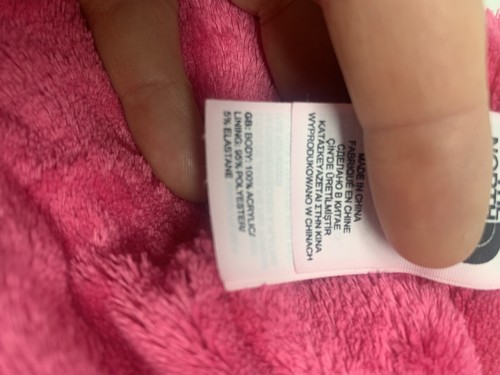 MADE IN CHINA
FABRIQUÉ EN CHINE
СДЕЛАНО В КИТАЕ
ÇİN'DE ÜRETİLMİŞTİR
ΚΑΤΑΣΚΕΥΑΖΕΤΑΙ ΣΤΗΝ ΚΙΝΑ
WYPRODUKOWANO W CHINACH
GB: BODY: 100% ACRYLIC/
LINING: 95% POLYESTER/
5% ELASTANE